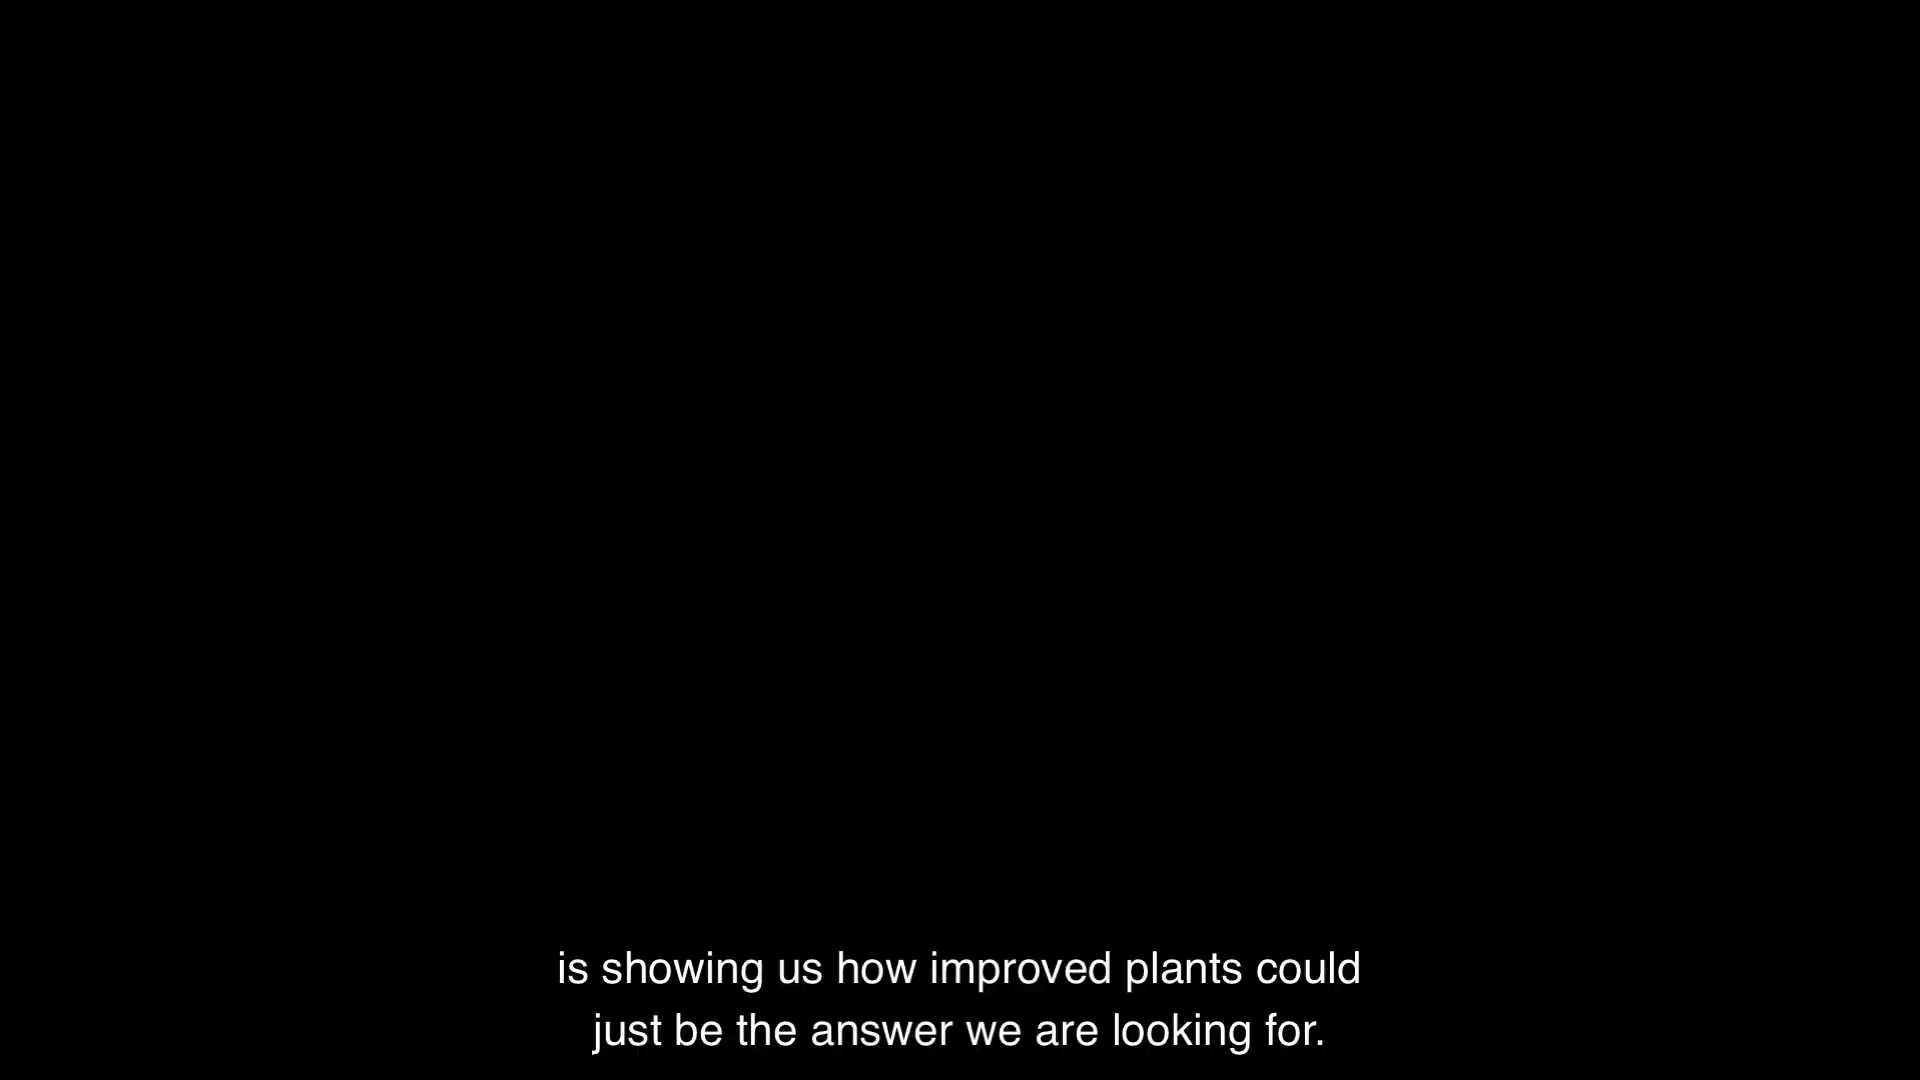 is showing us how improved plants could
just be the answer we are looking for.